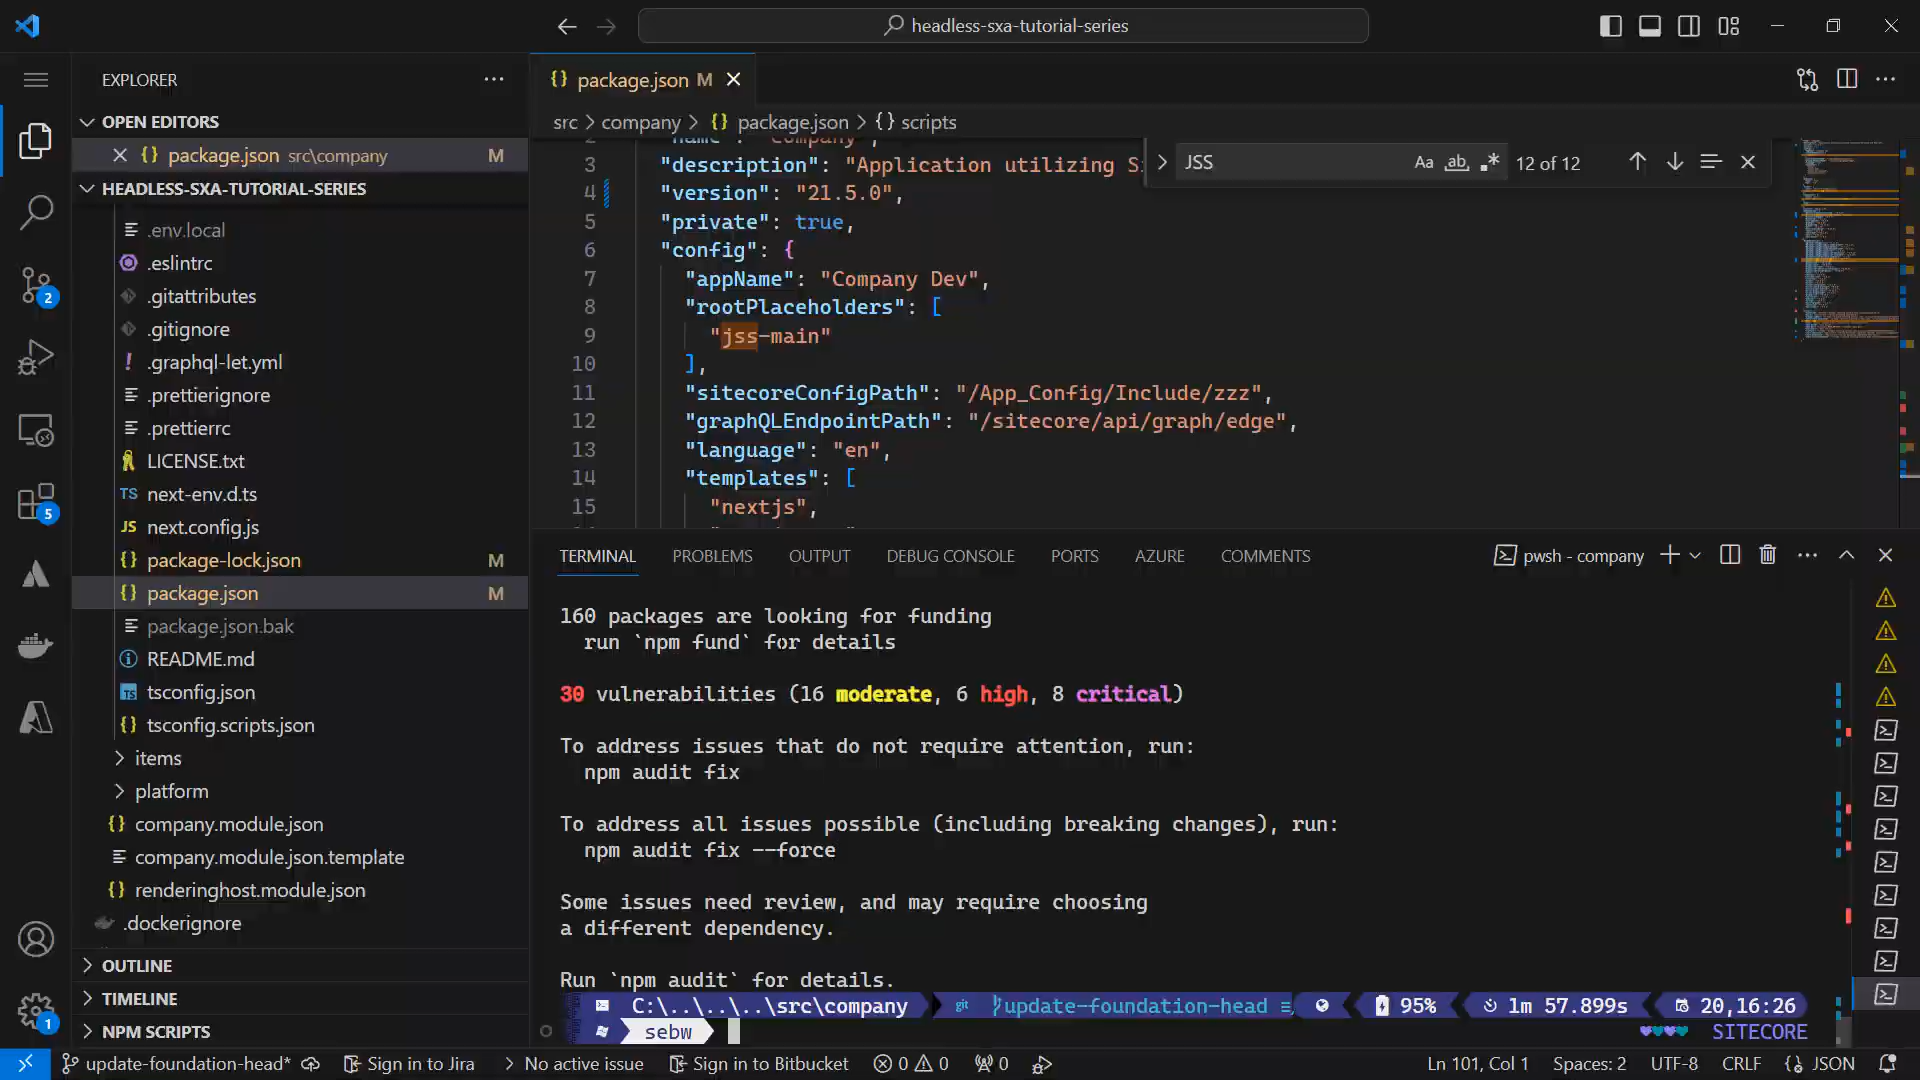 headless-sxa-tutorial-series
EXPLORER
OPEN EDITORS
package.json src\company M
HEADLESS-SXA-TUTORIAL-SERIES
.env.local
.eslintrc
.gitattributes
.gitignore
.graphql-let.yml
.prettierignore
.prettierrc
LICENSE.txt
TS next-env.d.ts
JS next.config.js
package-lock.json M
package.json M
package.json.bak
README.md
TS tsconfig.json
tsconfig.scripts.json
items
platform
company.module.json
company.module.json.template
renderinghost.module.json
.dockerignore
OUTLINE
TIMELINE
NPM SCRIPTS
2
5
1
package.json M
src > company > {} package.json > {} scripts
JSS Aa ab 12 of 12
2 "name": "Company",
3 "description": "Application utilizing S
4 "version": "21.5.0",
5 "private": true,
6 "config": {
7 "appName": "Company Dev",
8 "rootPlaceholders": [
9 "jss-main"
10 ],
11 "sitecoreConfigPath": "/App_Config/Include/zzz",
12 "graphQLEndpointPath": "/sitecore/api/graph/edge",
13 "language": "en",
14 "templates": [
15 "nextjs",
TERMINAL PROBLEMS OUTPUT DEBUG CONSOLE PORTS AZURE COMMENTS pwsh - company
160 packages are looking for funding
run `npm fund` for details
30 vulnerabilities (16 moderate, 6 high, 8 critical)
To address issues that do not require attention, run:
npm audit fix
To address all issues possible (including breaking changes), run:
npm audit fix --force
Some issues need review, and may require choosing
a different dependency.
Run `npm audit` for details.
C:\..\..\..\src\company git update-foundation-head ≡ 95% 1m 57.899s 20,16:26
sebw SITECORE
update-foundation-head* Sign in to Jira No active issue Sign in to Bitbucket 0 0 0 Ln 101, Col 1 Spaces: 2 UTF-8 CRLF {} JSON